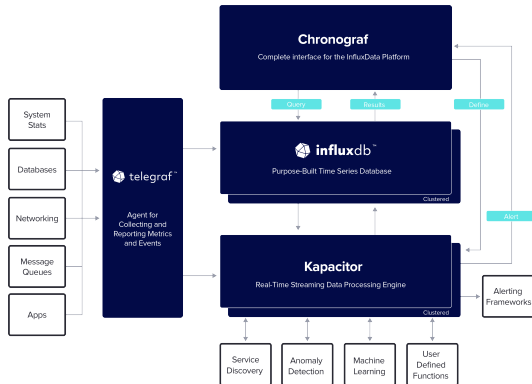 Chronograf
Complete interface for the InfluxData Platform
Query
Results
Define
System
Stats
Databases
Networking
Message
Queues
Apps
telegraf™
Agent for
Collecting and
Reporting Metrics
and Events
influxdb™
Purpose-Built Time Series Database
Clustered
Alert
Kapacitor
Real-Time Streaming Data Processing Engine
Clustered
Alerting
Frameworks
Service
Discovery
Anomaly
Detection
Machine
Learning
User
Defined
Functions